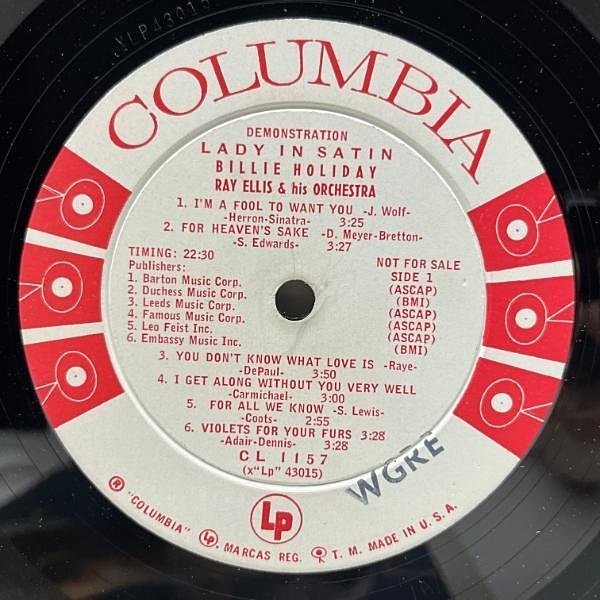 XLP43015
COLUMBIA
DEMONSTRATION
LADY IN SATIN
BILLIE HOLIDAY
RAY ELLIS & his ORCHESTRA
1. I'M A FOOL TO WANT YOU -J. Wolf-
-Herron-Sinatra- 3:25
2. FOR HEAVEN'S SAKE -D. Meyer-Bretton-
-S. Edwards- 3:27
TIMING: 22:30
Publishers:
1. Barton Music Corp.
2. Duchess Music Corp.
3. Leeds Music Corp.
4. Famous Music Corp.
5. Leo Feist Inc.
6. Embassy Music Inc.
NOT FOR SALE
SIDE 1
(ASCAP)
(BMI)
(ASCAP)
(ASCAP)
(ASCAP)
(BMI)
3. YOU DON'T KNOW WHAT LOVE IS -Raye-
-DePaul- 3:50
4. I GET ALONG WITHOUT YOU VERY WELL
-Carmichael- 3:00
5. FOR ALL WE KNOW -S. Lewis-
-Coots- 2:55
6. VIOLETS FOR YOUR FURS 3:28
-Adair-Dennis- 3:28
CL 1157
(x"Lp" 43015)
WGRE
Lp
® "COLUMBIA" Lp, MARCAS REG. T. M. MADE IN U.S.A.